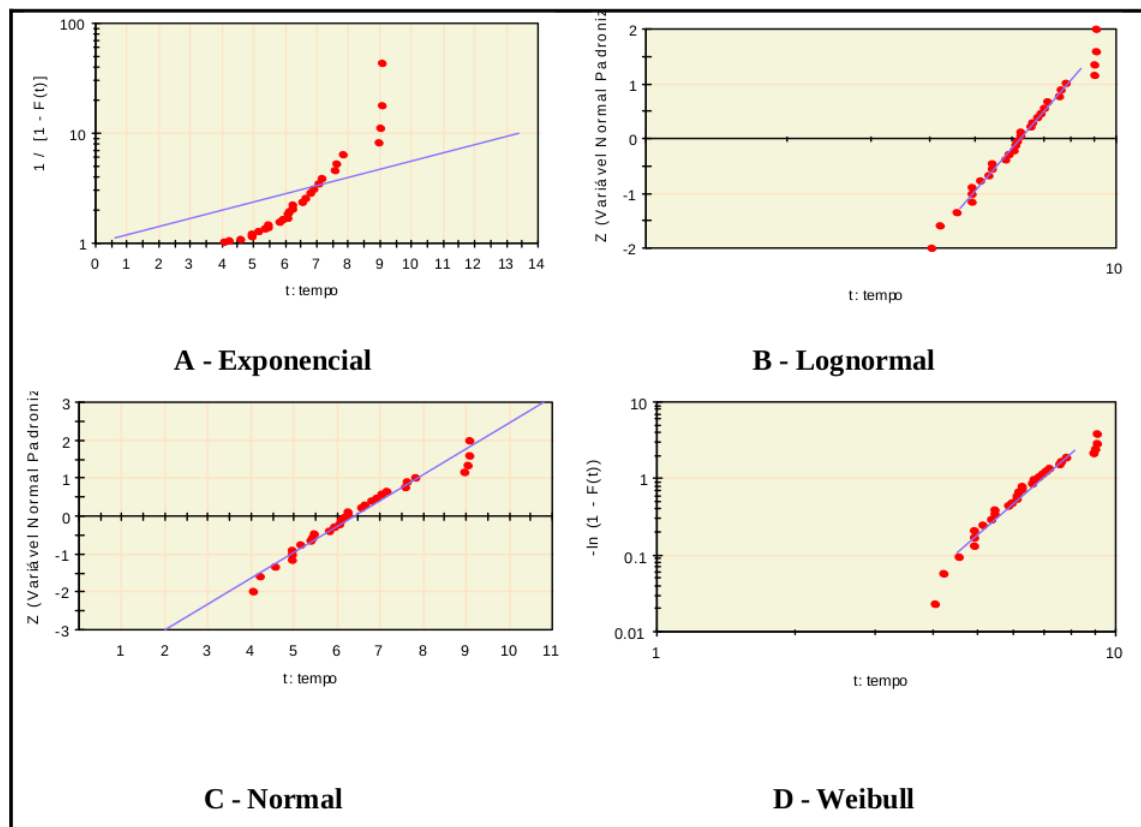 100
10
1
1 / [1 - F(t)]
0 1 2 3 4 5 6 7 8 9 10 11 12 13 14
t: tempo
A - Exponencial
2
1
0
-1
-2
Z (Variável Normal Padroniz
10
t: tempo
B - Lognormal
3
2
1
0
-1
-2
-3
Z (Variável Normal Padroniz
1 2 3 4 5 6 7 8 9 10 11
t: tempo
C - Normal
10
1
0.1
0.01
-ln (1 - F(t))
1 10
t: tempo
D - Weibull